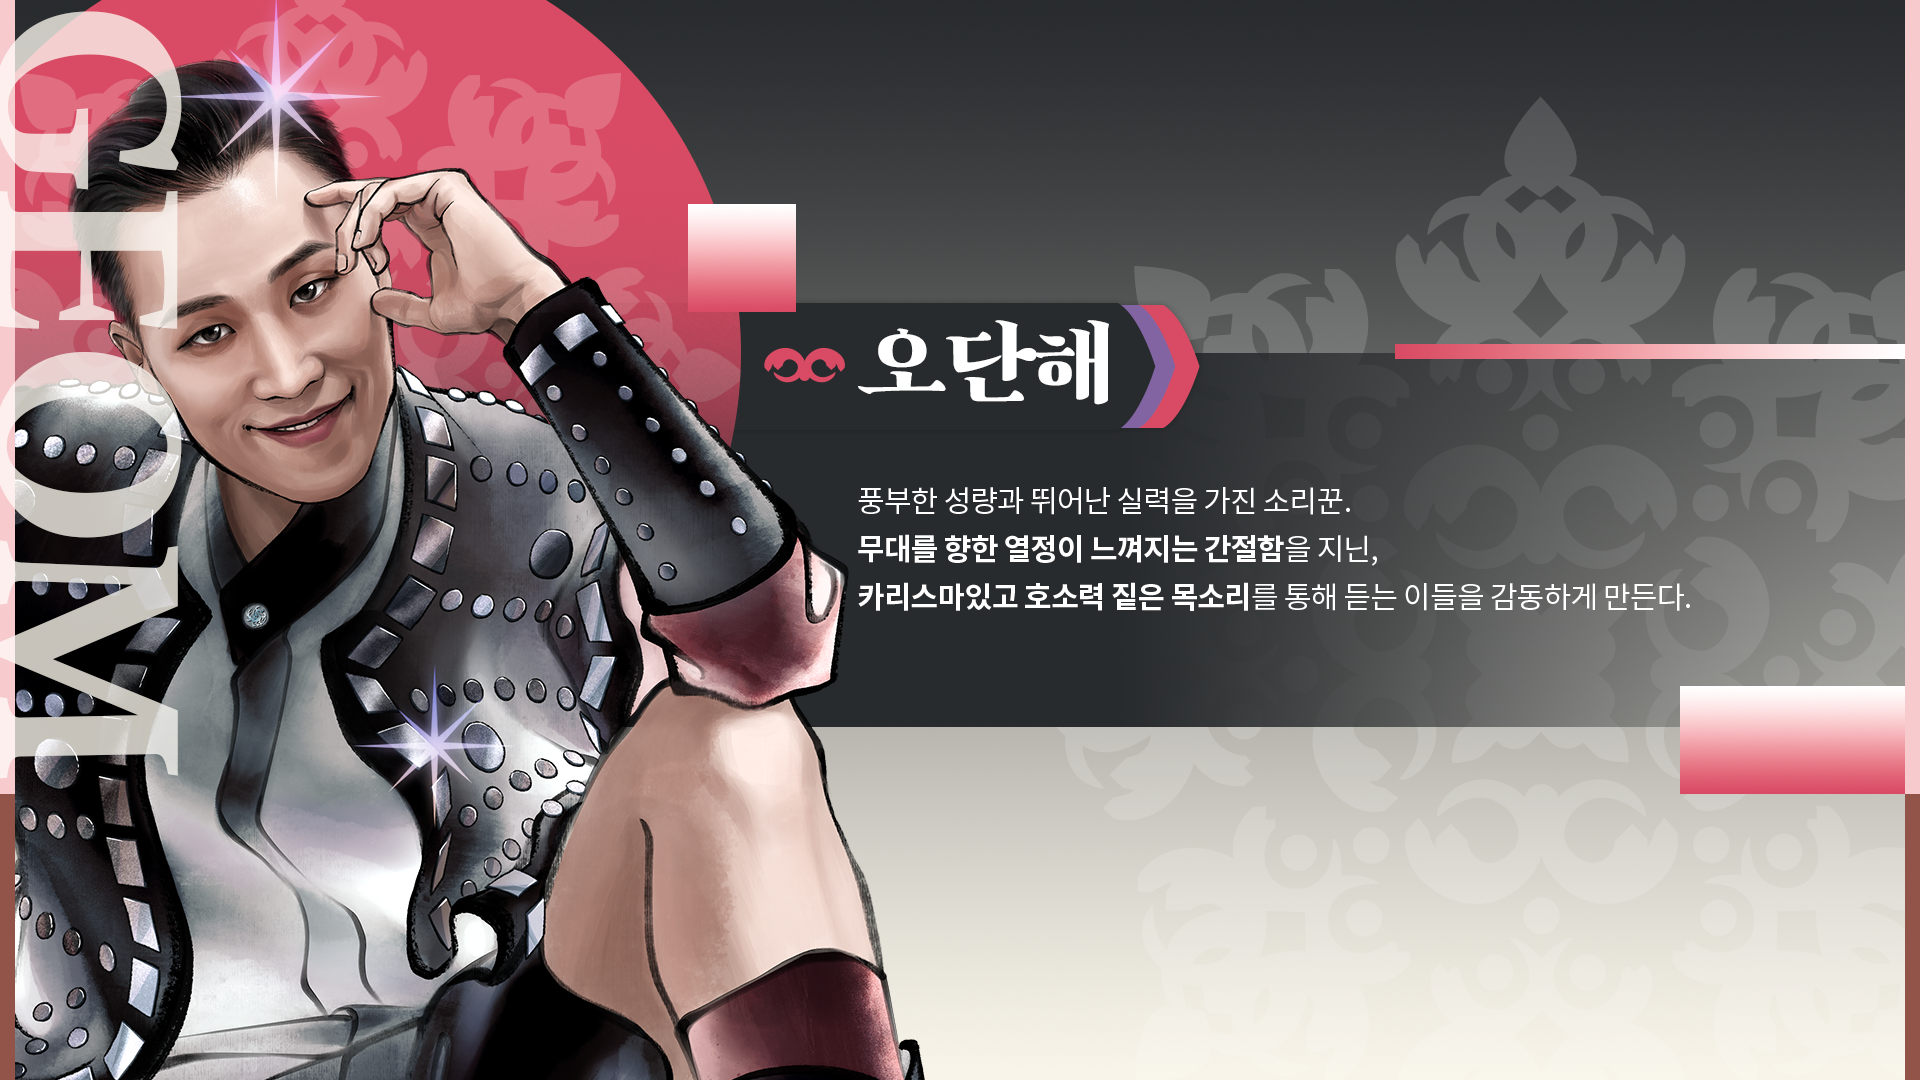 CHOM
오단해
풍부한 성량과 뛰어난 실력을 가진 소리꾼.
무대를 향한 열정이 느껴지는 간절함을 지닌,
카리스마있고 호소력 짙은 목소리를 통해 듣는 이들을 감동하게 만든다.